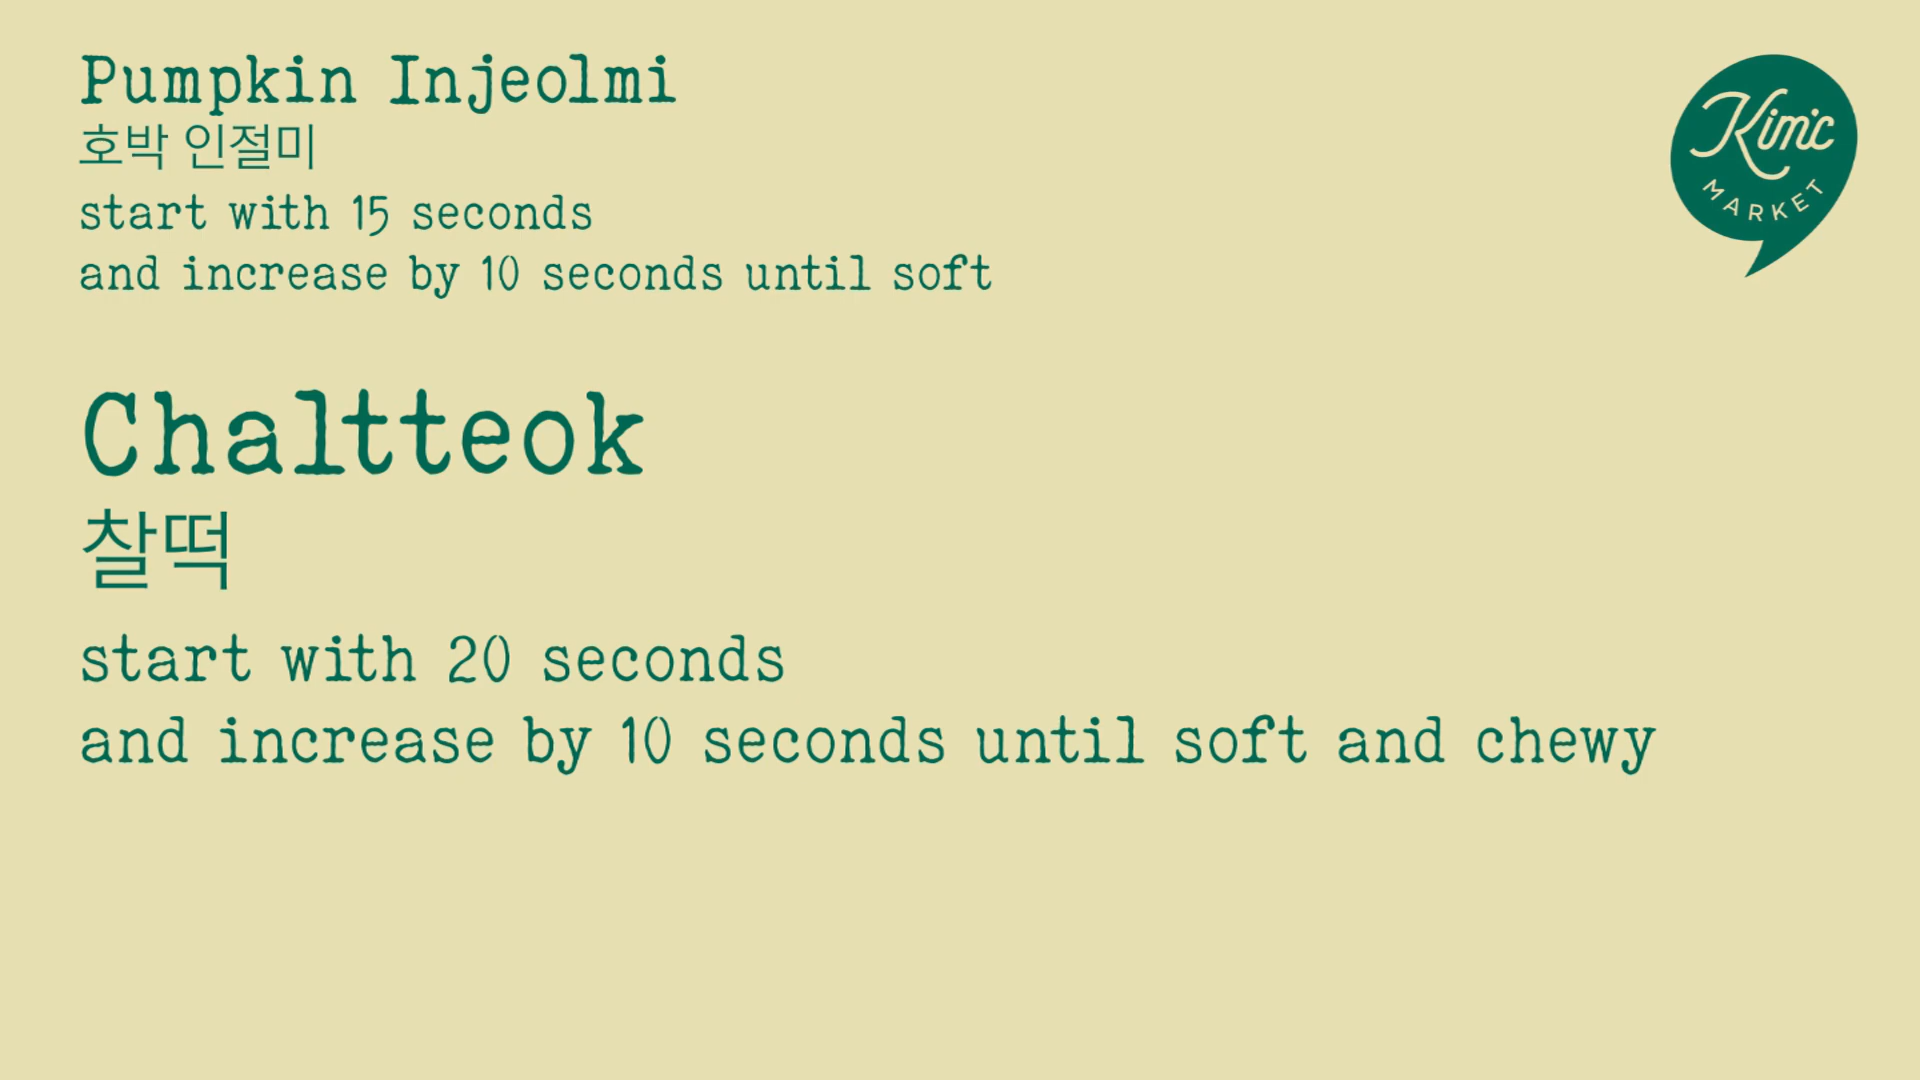 Pumpkin Injeolmi
호박 인절미
start with 15 seconds
and increase by 10 seconds until soft
Chaltteok
찰떡
start with 20 seconds
and increase by 10 seconds until soft and chewy
Kim'C
MARKET